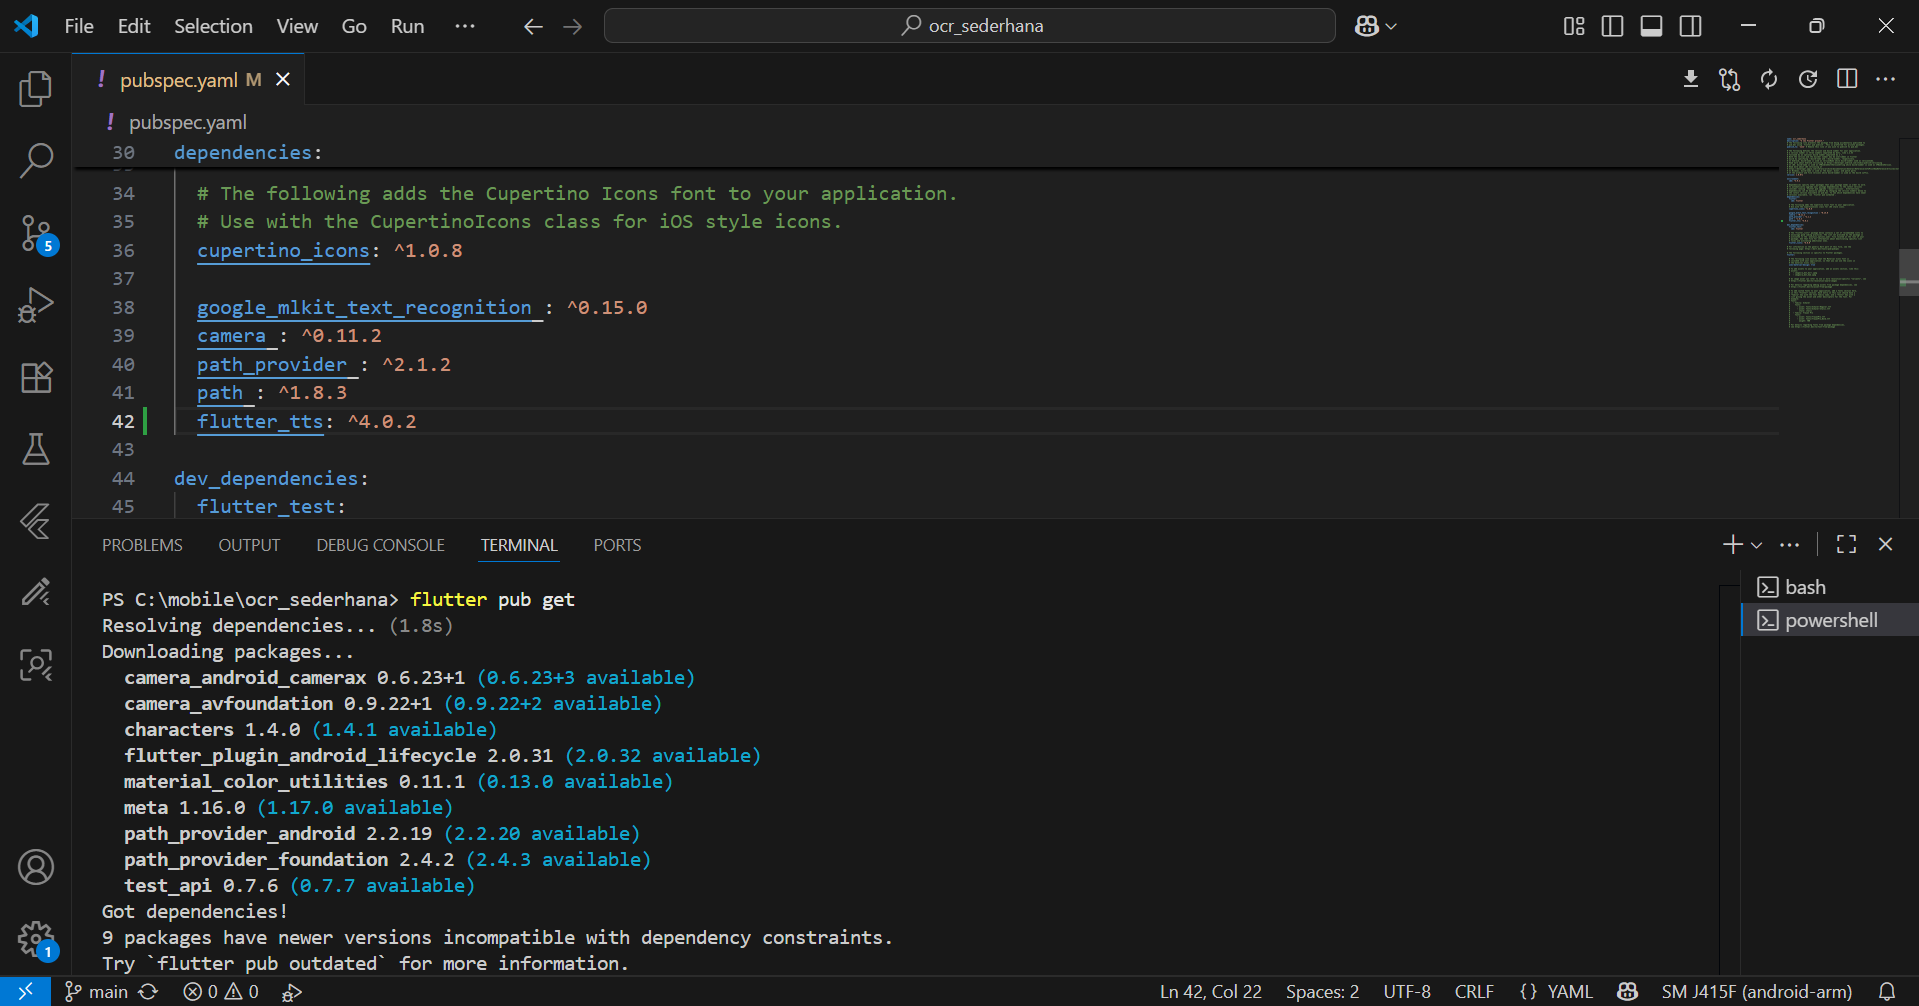 File Edit Selection View Go Run ··· ocr_sederhana
! pubspec.yaml M
! pubspec.yaml
30 dependencies:
34 # The following adds the Cupertino Icons font to your application.
35 # Use with the CupertinoIcons class for iOS style icons.
36 cupertino_icons: ^1.0.8
37
38 google_mlkit_text_recognition : ^0.15.0
39 camera : ^0.11.2
40 path_provider : ^2.1.2
41 path : ^1.8.3
42 flutter_tts: ^4.0.2
43
44 dev_dependencies:
45 flutter_test:
5
PROBLEMS OUTPUT DEBUG CONSOLE TERMINAL PORTS
bash
powershell
PS C:\mobile\ocr_sederhana> flutter pub get
Resolving dependencies... (1.8s)
Downloading packages...
camera_android_camerax 0.6.23+1 (0.6.23+3 available)
camera_avfoundation 0.9.22+1 (0.9.22+2 available)
characters 1.4.0 (1.4.1 available)
flutter_plugin_android_lifecycle 2.0.31 (2.0.32 available)
material_color_utilities 0.11.1 (0.13.0 available)
meta 1.16.0 (1.17.0 available)
path_provider_android 2.2.19 (2.2.20 available)
path_provider_foundation 2.4.2 (2.4.3 available)
test_api 0.7.6 (0.7.7 available)
Got dependencies!
9 packages have newer versions incompatible with dependency constraints.
Try `flutter pub outdated` for more information.
1
main 0 0 Ln 42, Col 22 Spaces: 2 UTF-8 CRLF {} YAML SM J415F (android-arm)